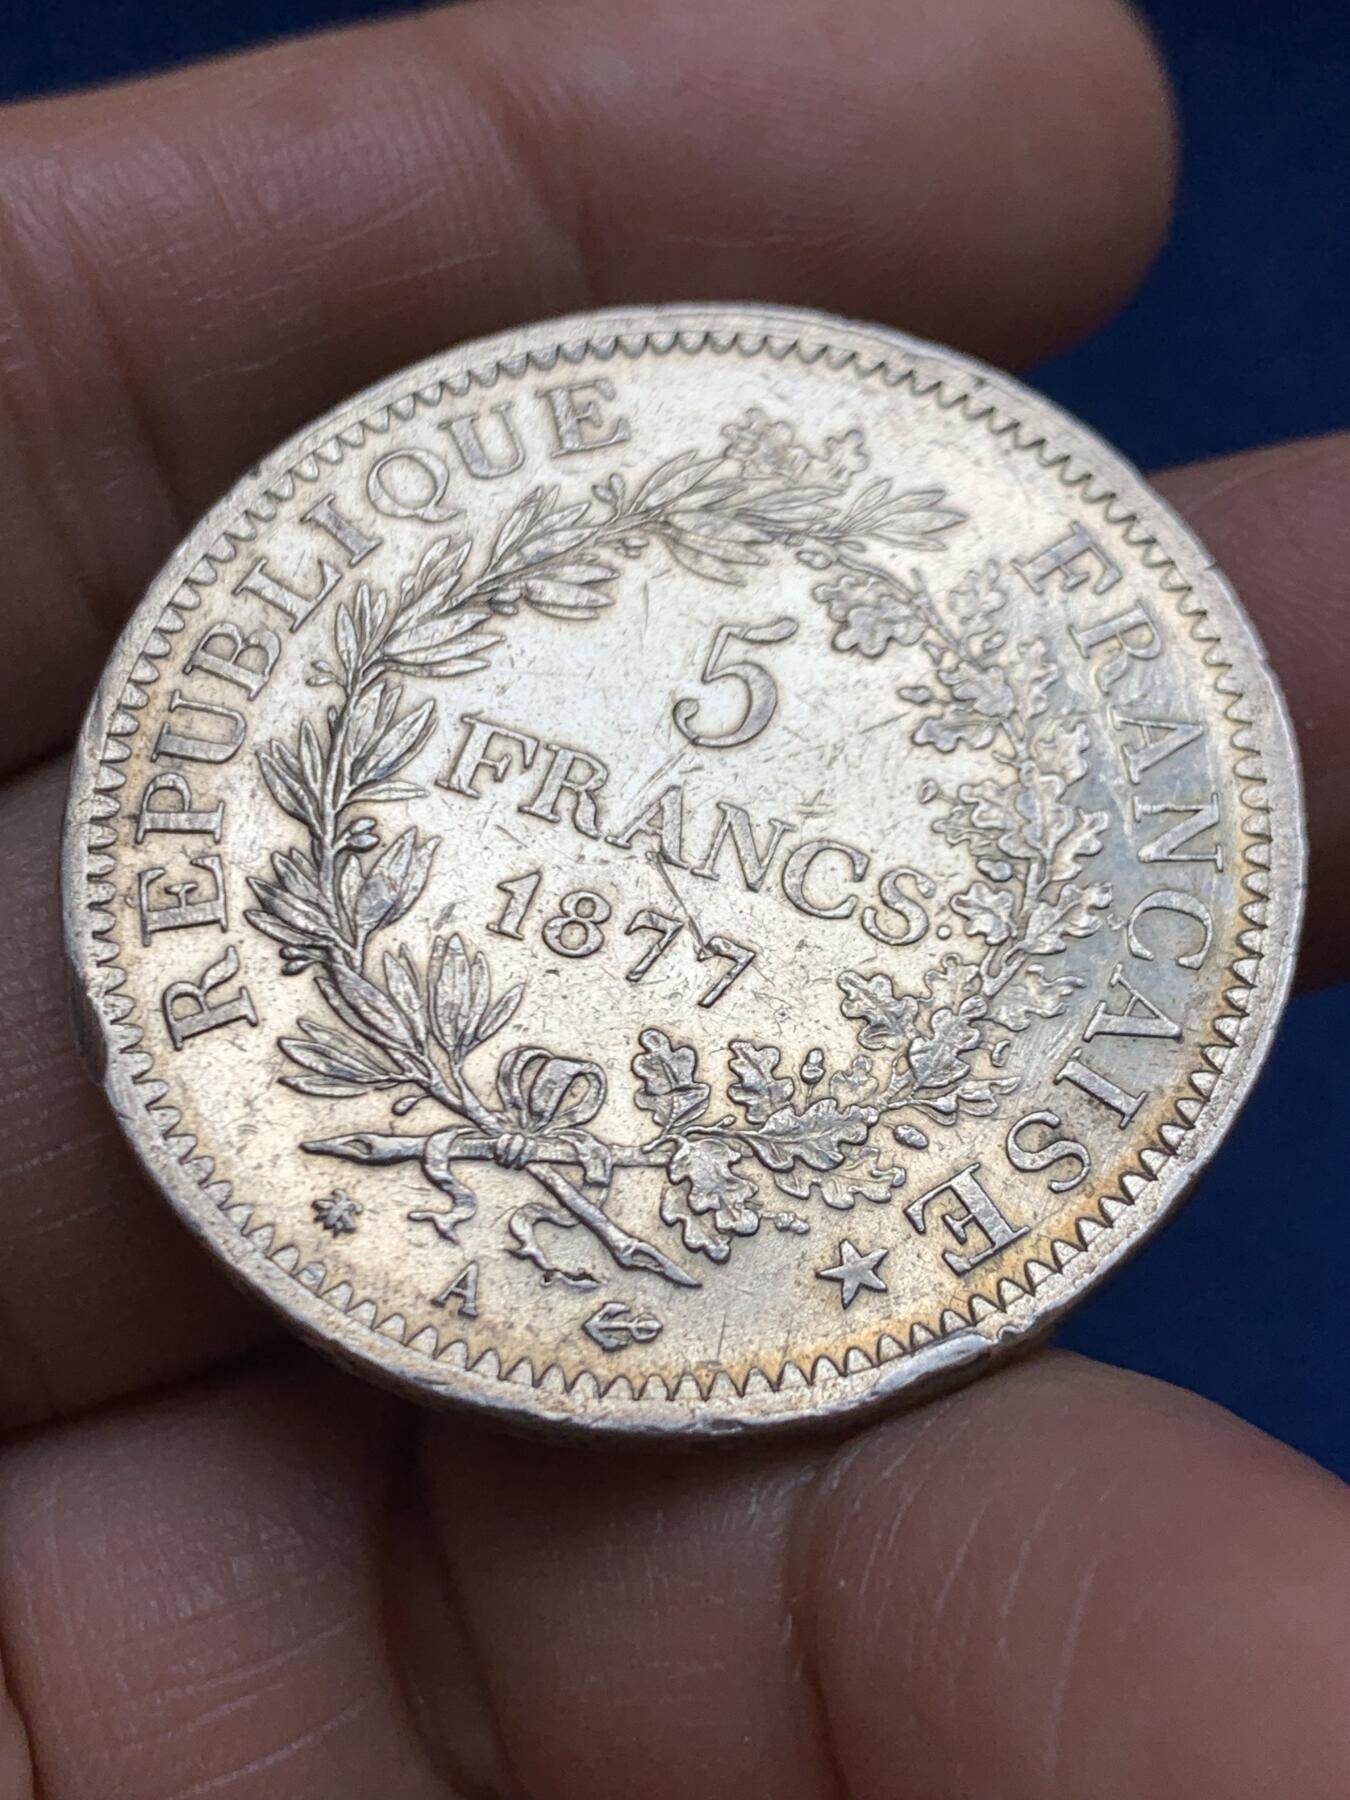 REPUBLIQUE FRANCAISE
5
FRANCS.
1877
A